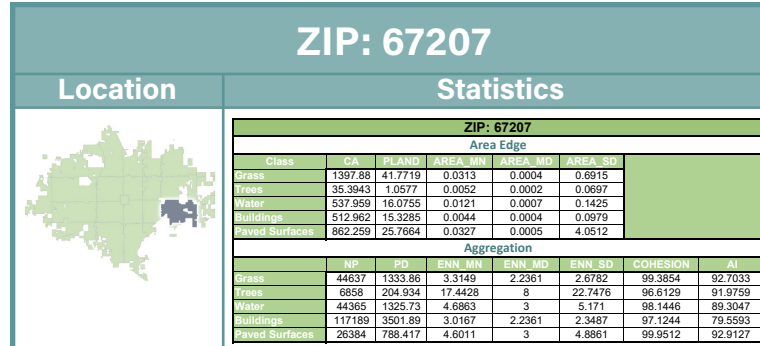 ZIP: 67207
Location Statistics
ZIP: 67207
Area Edge
Class CA PLAND AREA_MN AREA_MD AREA_SD
Grass 1397.88 41.7719 0.0313 0.0004 0.6915
Trees 35.3943 1.0577 0.0052 0.0002 0.0697
Water 537.959 16.0755 0.0121 0.0007 0.1425
Buildings 512.962 15.3285 0.0044 0.0004 0.0979
Paved Surfaces 862.259 25.7664 0.0327 0.0005 4.0512
Aggregation
NP PD ENN_MN ENN_MD ENN_SD COHESION AI
Grass 44637 1333.86 3.3149 2.2361 2.6782 99.3854 92.7033
Trees 6858 204.934 17.4428 8 22.7476 96.6129 91.9759
Water 44365 1325.73 4.6863 3 5.171 98.1446 89.3047
Buildings 117189 3501.89 3.0167 2.2361 2.3487 97.1244 79.5593
Paved Surfaces 26384 788.417 4.6011 3 4.8861 99.9512 92.9127